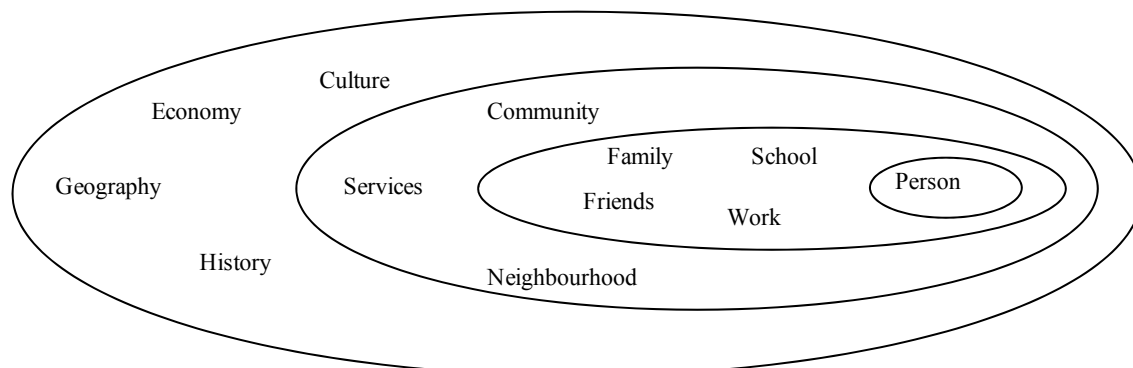 Culture
Economy
Community
Family
School
Geography
Services
Person
Friends
Work
History
Neighbourhood